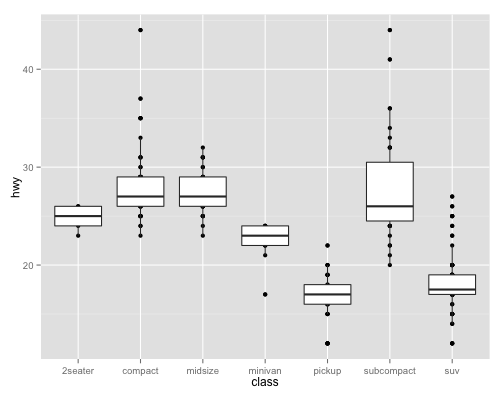 hwy
40
30
20
2seater compact midsize minivan pickup subcompact suv
class